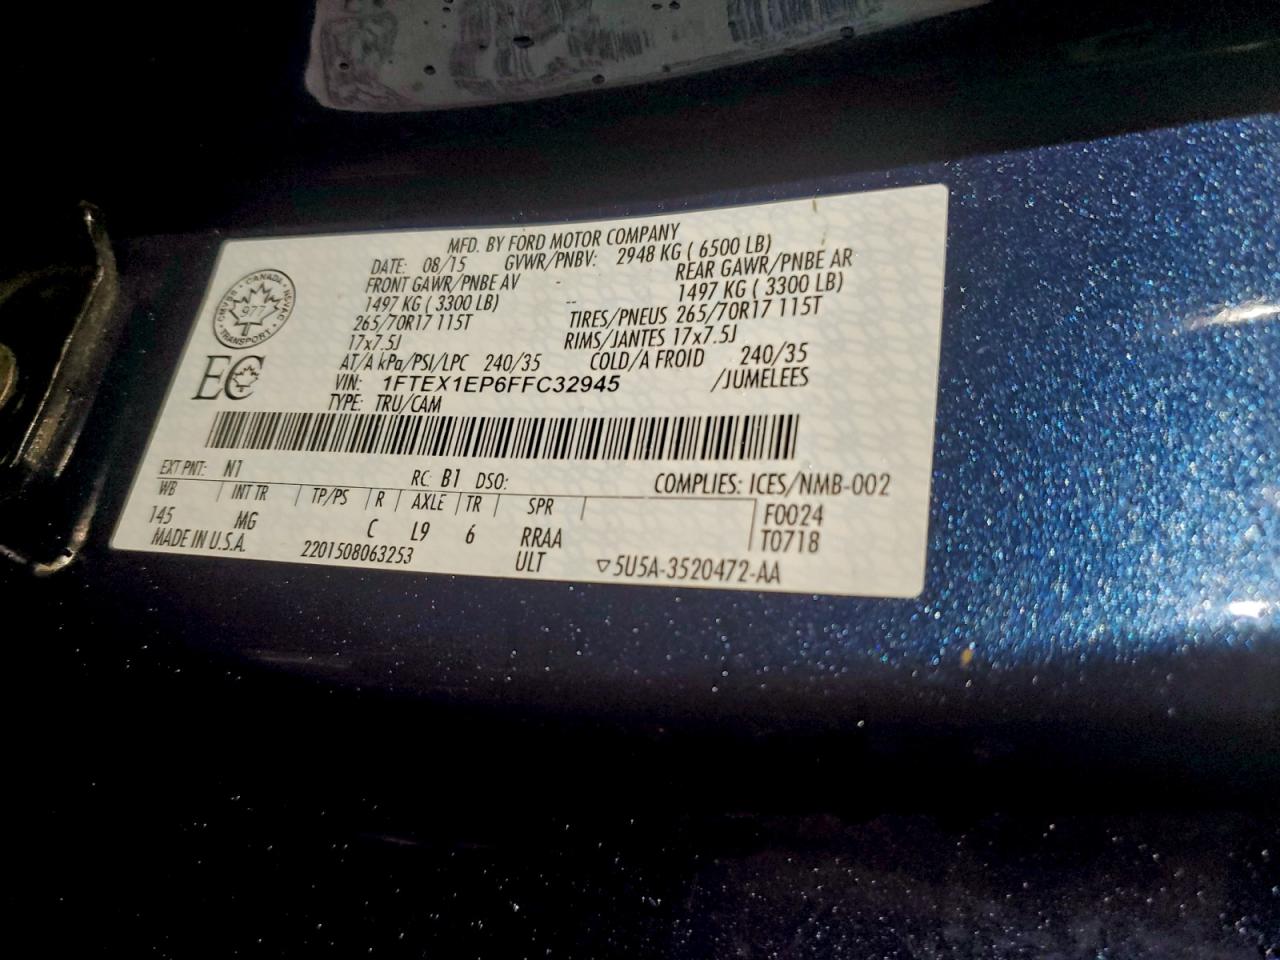 MFD. BY FORD MOTOR COMPANY
DATE: 08/15 GVWR/PNBV: 2948 KG ( 6500 LB)
FRONT GAWR/PNBE AV - REAR GAWR/PNBE AR
1497 KG ( 3300 LB) -- 1497 KG ( 3300 LB)
265/70R17 115T TIRES/PNEUS 265/70R17 115T
17x7.5J RIMS/JANTES 17x7.5J
AT/A kPa/PSI/LPC 240/35 COLD/A FROID 240/35
VIN: 1FTEX1EP6FFC32945 /JUMELEES
TYPE: TRU/CAM
CANADA
TRANSPORT
977
EC
EXT PNT: N1 RC: B1 DSO: COMPLIES: ICES/NMB-002
WB | INT TR | TP/PS | R | AXLE | TR | SPR
145 MG C L9 6 RRAA F0024
MADE IN U.S.A. 2201508063253 ULT T0718
▽5U5A-3520472-AA